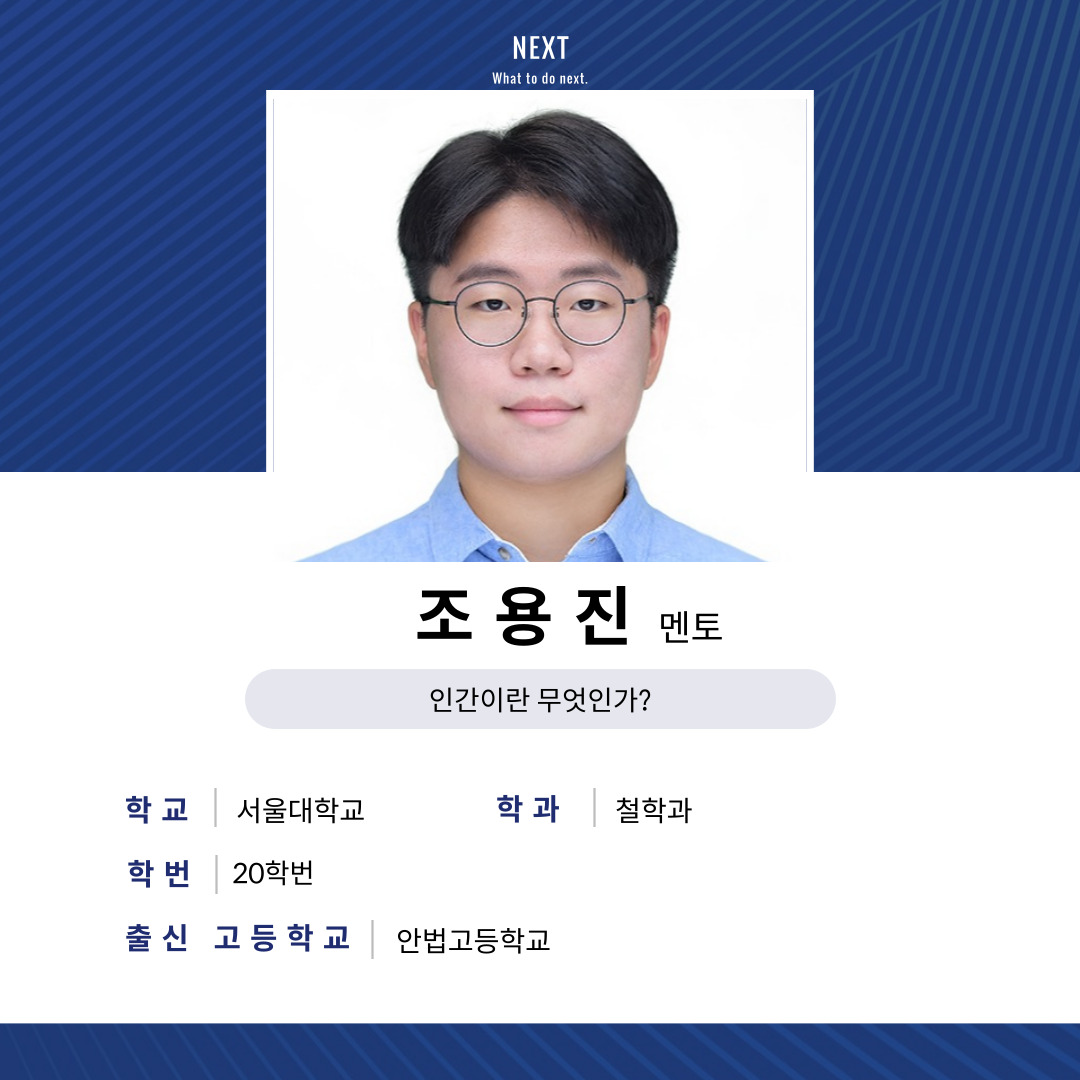 NEXT
What to do next.
조용진 멘토
인간이란 무엇인가?
학교 서울대학교 학과 철학과
학번 20학번
출신 고등학교 안법고등학교